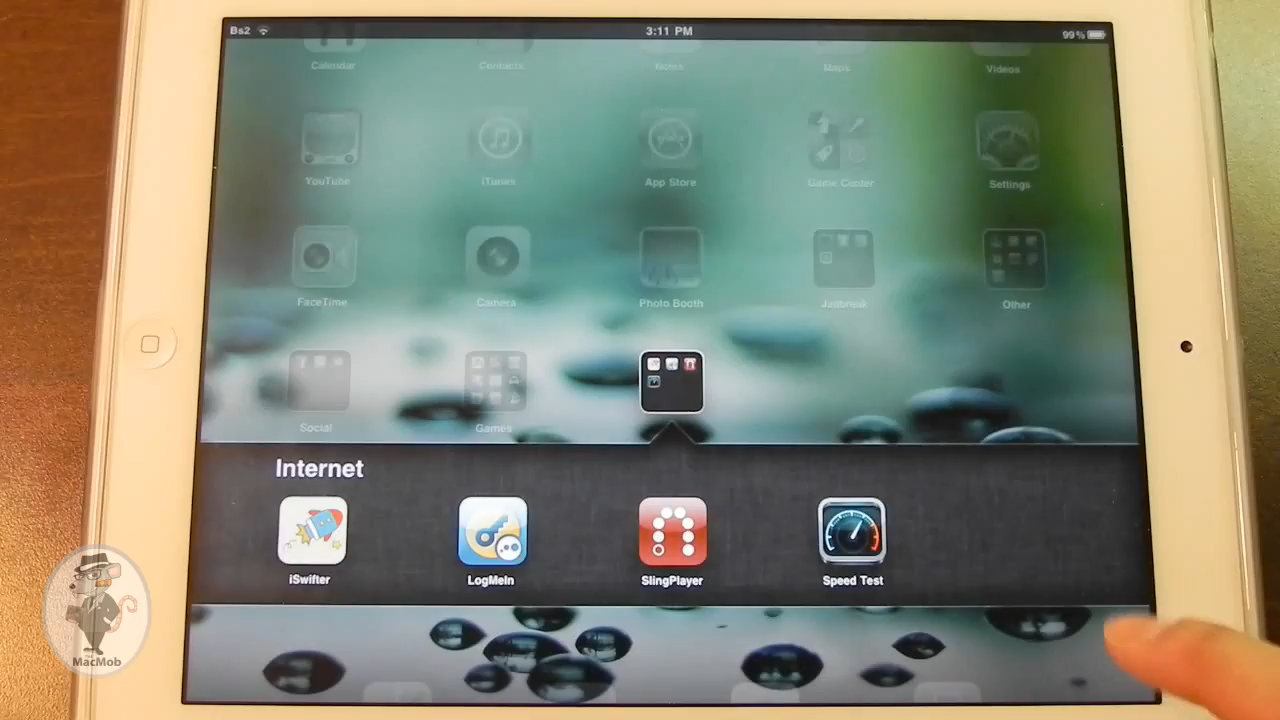 Bs2 3:11 PM 99%
Calendar Contacts Notes Maps Videos
YouTube iTunes App Store Game Center Settings
FaceTime Camera Photo Booth Jailbreak Other
Social Games
Internet
iSwifter LogMeIn SlingPlayer Speed Test
The MacMob